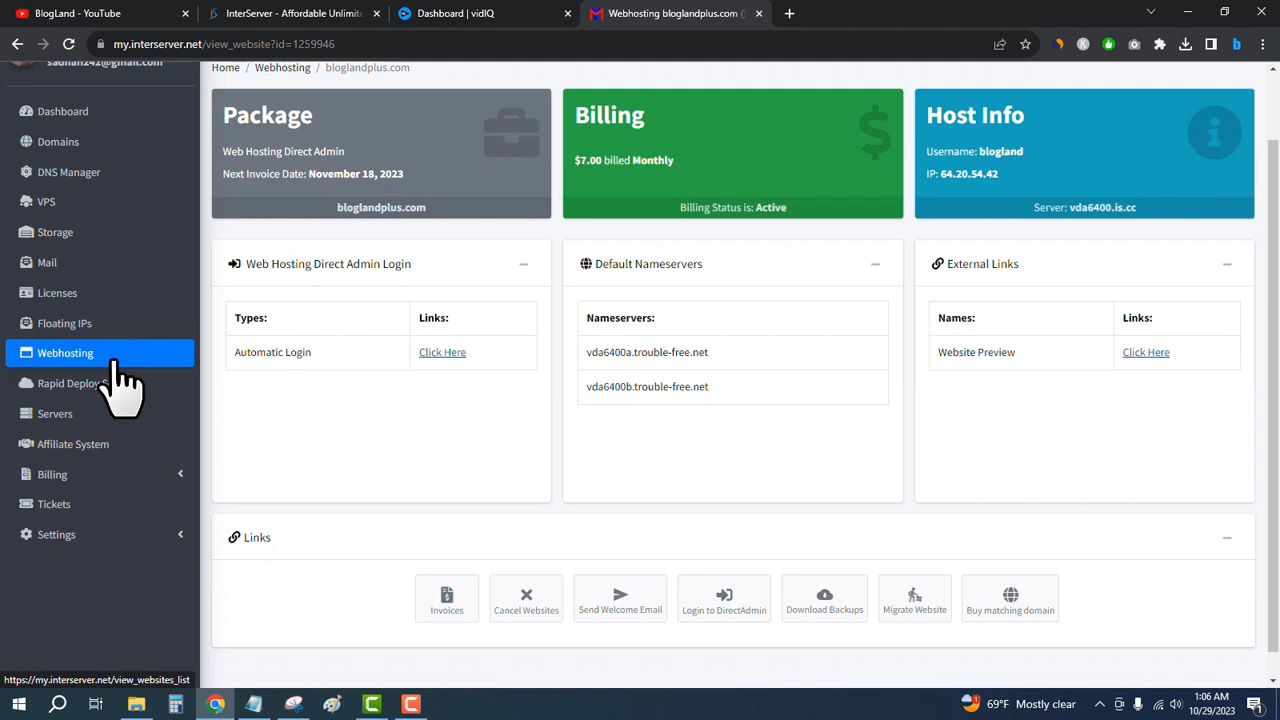 BlogLand - YouTube
InterServer - Affordable Unlimite
Dashboard | vidIQ
Webhosting bloglandplus.com (
my.interserver.net/view_website?id=1259946
Home / Webhosting / bloglandplus.com
Dashboard
Domains
DNS Manager
VPS
Storage
Mail
Licenses
Floating IPs
Webhosting
Rapid Deploy
Servers
Affiliate System
Billing
Tickets
Settings
Package
Web Hosting Direct Admin
Next Invoice Date: November 18, 2023
bloglandplus.com
Billing
$7.00 billed Monthly
Billing Status is: Active
Host Info
Username: blogland
IP: 64.20.54.42
Server: vda6400.is.cc
Web Hosting Direct Admin Login
Types: Links:
Automatic Login Click Here
Default Nameservers
Nameservers:
vda6400a.trouble-free.net
vda6400b.trouble-free.net
External Links
Names: Links:
Website Preview Click Here
Links
Invoices
Cancel Websites
Send Welcome Email
Login to DirectAdmin
Download Backups
Migrate Website
Buy matching domain
https://my.interserver.net/view_websites_list
69°F Mostly clear
1:06 AM
10/29/2023